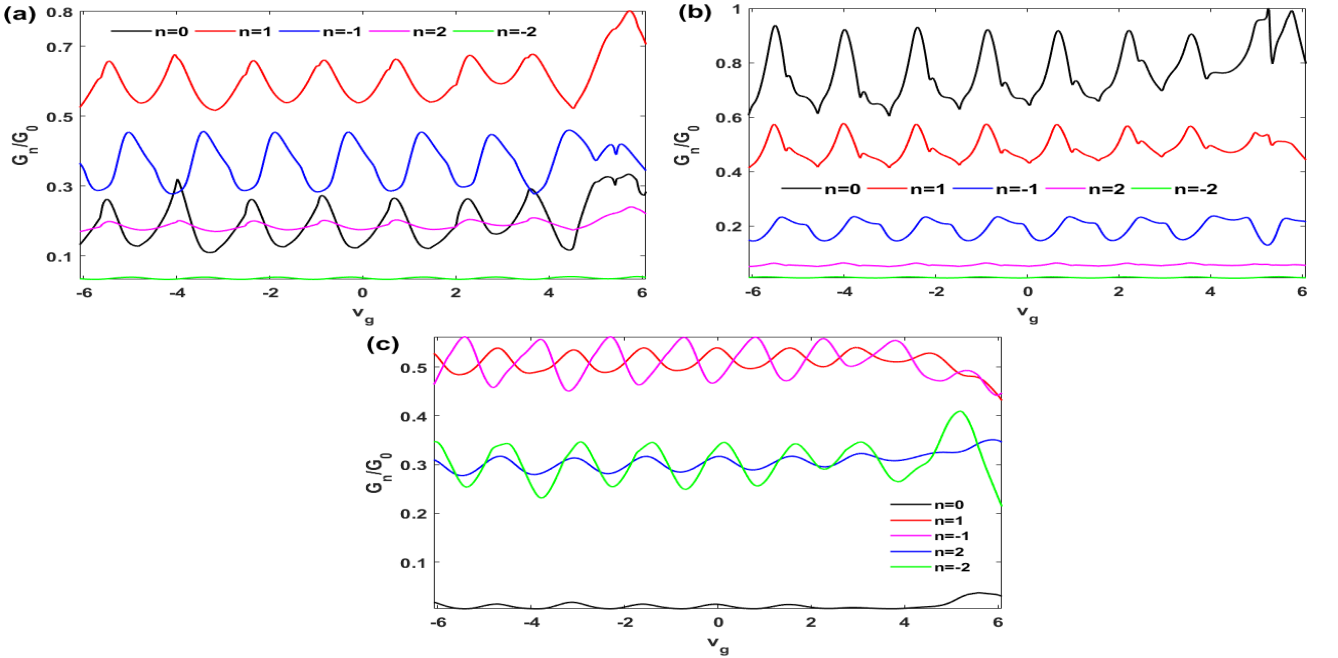 (a)
n=0 n=1 n=-1 n=2 n=-2
G_n/G_0
0.8
0.7
0.5
0.3
0.1
-6 -4 -2 0 2 4 6
v_g
(b)
G_n/G_0
1
0.8
0.6
0.4
0.2
n=0 n=1 n=-1 n=2 n=-2
-6 -4 -2 0 2 4 6
v_g
(c)
G_n/G_0
0.5
0.4
0.3
0.2
0.1
n=0
n=1
n=-1
n=2
n=-2
-6 -4 -2 0 2 4 6
v_g